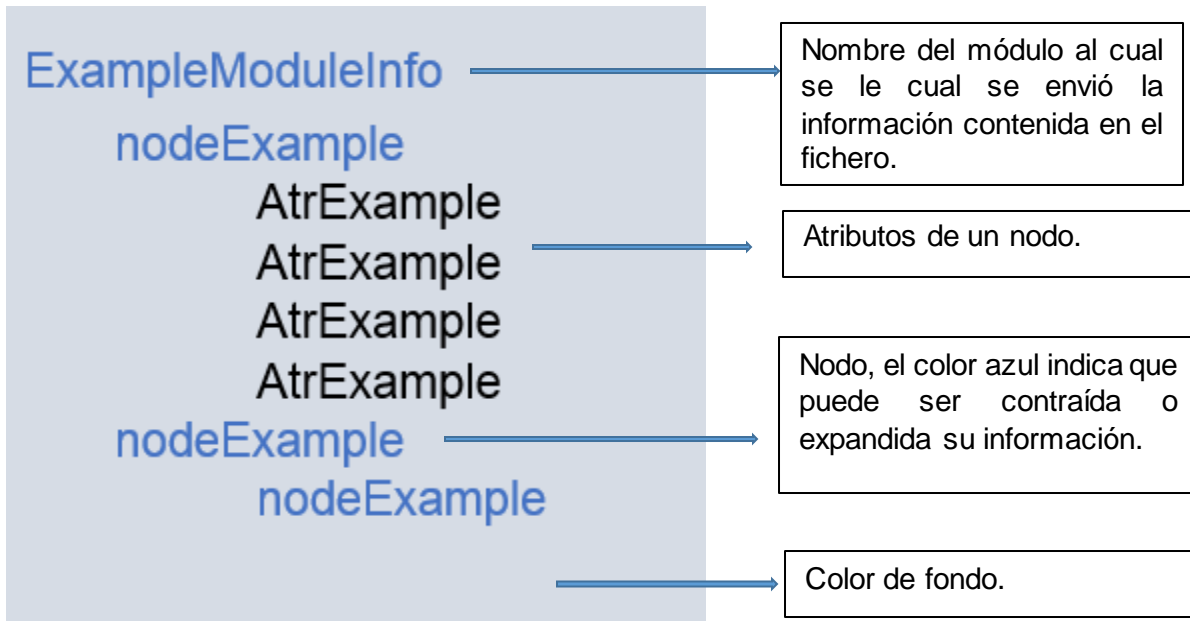 ExampleModuleInfo
nodeExample
AtrExample
AtrExample
AtrExample
AtrExample
nodeExample
nodeExample
Nombre del módulo al cual
se le cual se envió la
información contenida en el
fichero.
Atributos de un nodo.
Nodo, el color azul indica que
puede ser contraída o
expandida su información.
Color de fondo.